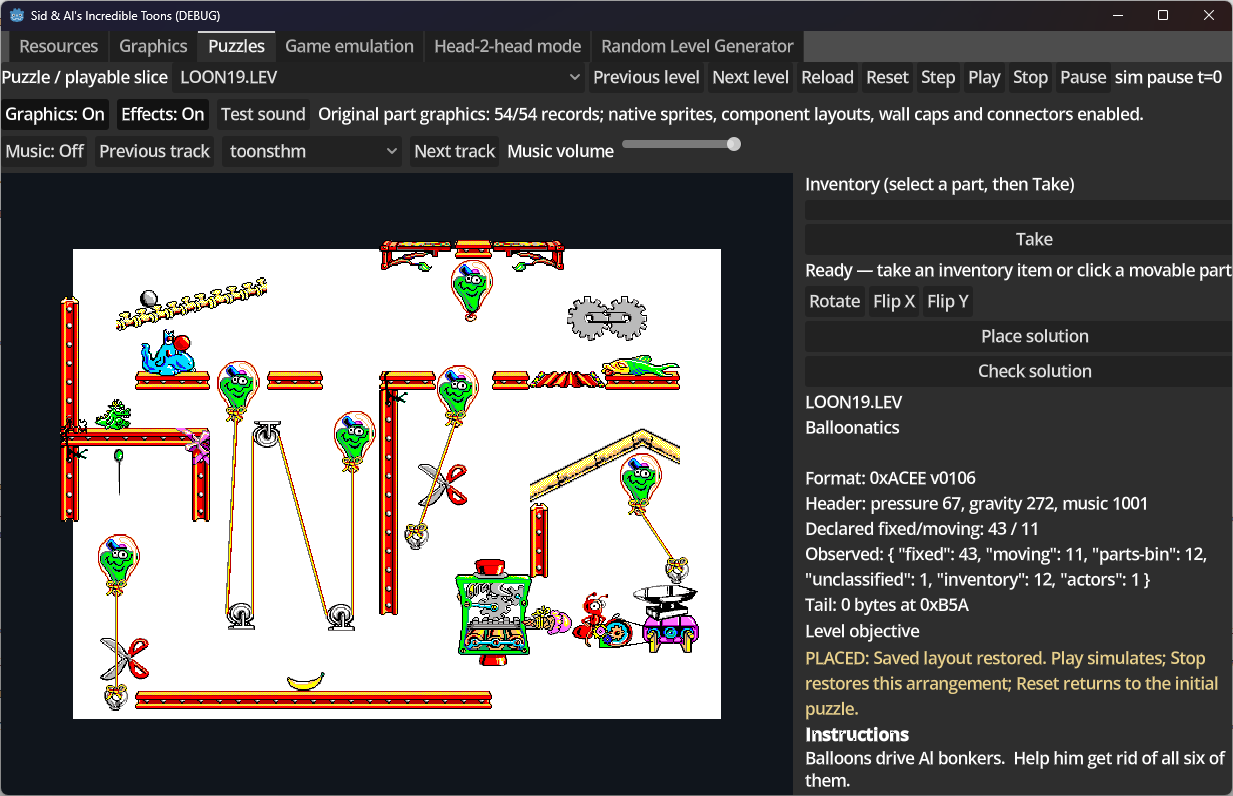 Sid & Al's Incredible Toons (DEBUG)
Resources Graphics Puzzles Game emulation Head-2-head mode Random Level Generator
Puzzle / playable slice LOON19.LEV Previous level Next level Reload Reset Step Play Stop Pause sim pause t=0
Graphics: On Effects: On Test sound Original part graphics: 54/54 records; native sprites, component layouts, wall caps and connectors enabled.
Music: Off Previous track toonsthm Next track Music volume
Inventory (select a part, then Take)
Take
Ready — take an inventory item or click a movable part
Rotate Flip X Flip Y
Place solution
Check solution
LOON19.LEV
Balloonatics
Format: 0xACEE v0106
Header: pressure 67, gravity 272, music 1001
Declared fixed/moving: 43 / 11
Observed: { "fixed": 43, "moving": 11, "parts-bin": 12,
"unclassified": 1, "inventory": 12, "actors": 1 }
Tail: 0 bytes at 0xB5A
Level objective
PLACED: Saved layout restored. Play simulates; Stop
restores this arrangement; Reset returns to the initial
puzzle.
Instructions
Balloons drive Al bonkers.  Help him get rid of all six of
them.